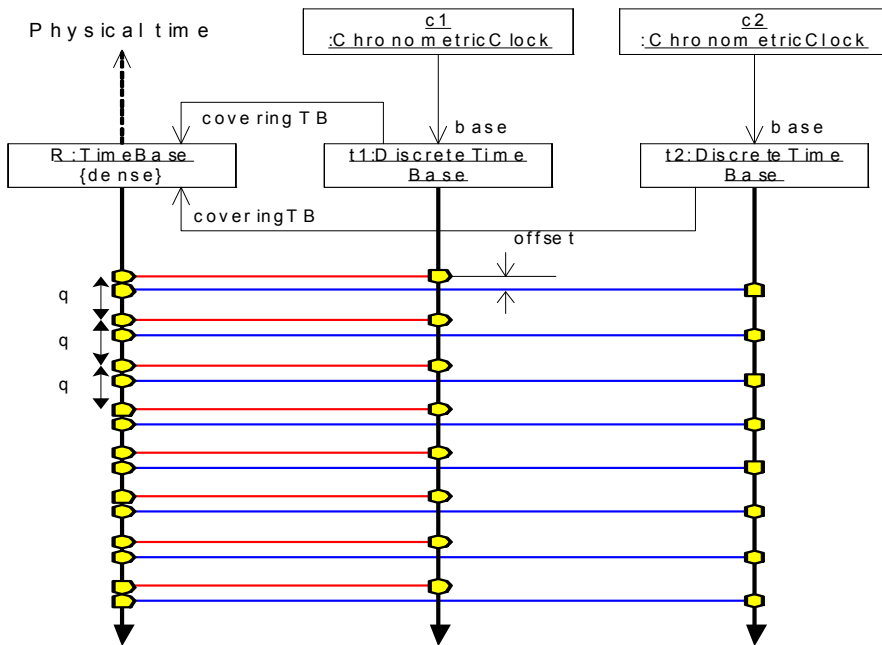 Physical time
c1
:ChronometricClock
c2
:ChronometricClock
coveringTB
base
base
R:TimeBase
{dense}
t1:DiscreteTime
Base
t2:DiscreteTime
Base
coveringTB
offset
q
q
q